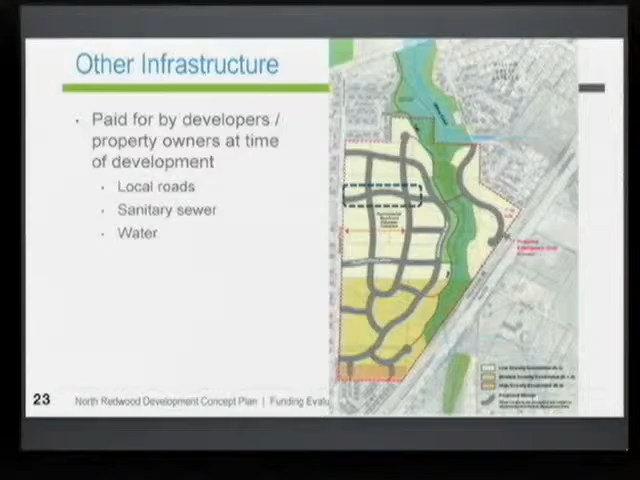 Other Infrastructure
Paid for by developers /
property owners at time
of development
Local roads
Sanitary sewer
Water
23
North Redwood Development Concept Plan | Funding Evalu